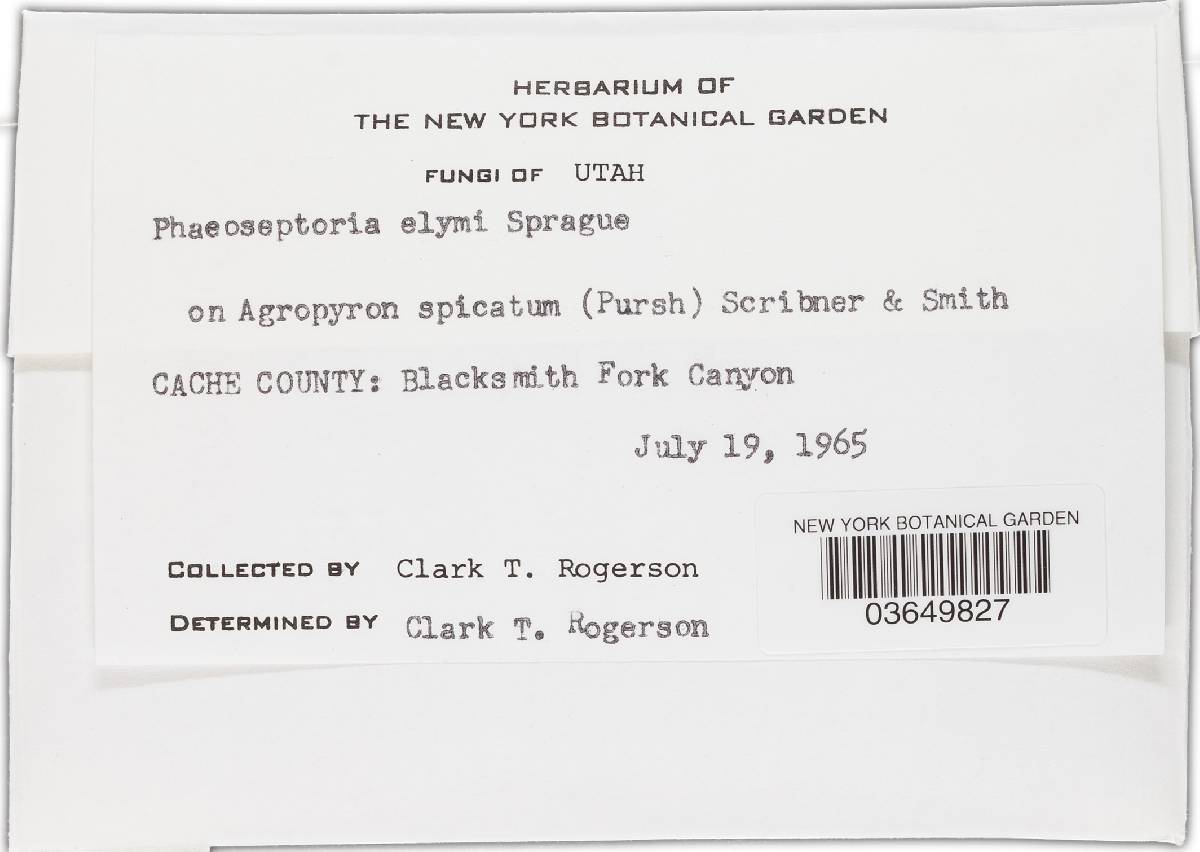 HERBARIUM OF
THE NEW YORK BOTANICAL GARDEN
FUNGI OF UTAH
Phaeoseptoria elymi Sprague
on Agropyron spicatum (Pursh) Scribner & Smith
CACHE COUNTY: Blacksmith Fork Canyon
July 19, 1965
COLLECTED BY Clark T. Rogerson
DETERMINED BY Clark T. Rogerson
NEW YORK BOTANICAL GARDEN
03649827